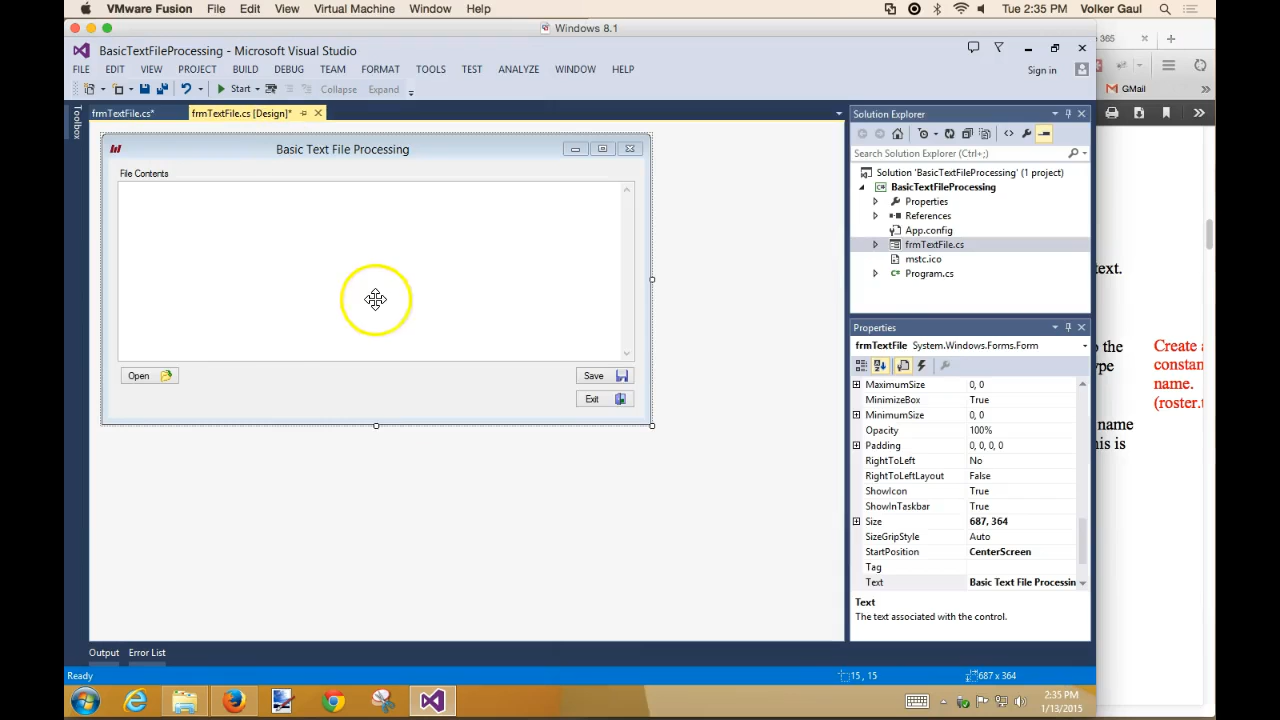 VMware Fusion File Edit View Virtual Machine Window Help Tue 2:35 PM Volker Gaul
Windows 8.1
365
BasicTextFileProcessing - Microsoft Visual Studio
FILE EDIT VIEW PROJECT BUILD DEBUG TEAM FORMAT TOOLS TEST ANALYZE WINDOW HELP Sign in
Start Collapse Expand
GMail
Toolbox
frmTextFile.cs* frmTextFile.cs [Design]*
Basic Text File Processing
File Contents
Open
Save
Exit
Solution Explorer
Search Solution Explorer (Ctrl+;)
Solution 'BasicTextFileProcessing' (1 project)
BasicTextFileProcessing
Properties
References
App.config
frmTextFile.cs
mstc.ico
Program.cs
Properties
frmTextFile System.Windows.Forms.Form
MaximumSize 0, 0
MinimizeBox True
MinimumSize 0, 0
Opacity 100%
Padding 0, 0, 0, 0
RightToLeft No
RightToLeftLayout False
ShowIcon True
ShowInTaskbar True
Size 687, 364
SizeGripStyle Auto
StartPosition CenterScreen
Tag
Text Basic Text File Processin
Text
The text associated with the control.
text.
o the
ype
name
is is
Create a
constan
name.
(roster.t
Output Error List
Ready 15 , 15 687 x 364
2:35 PM
1/13/2015